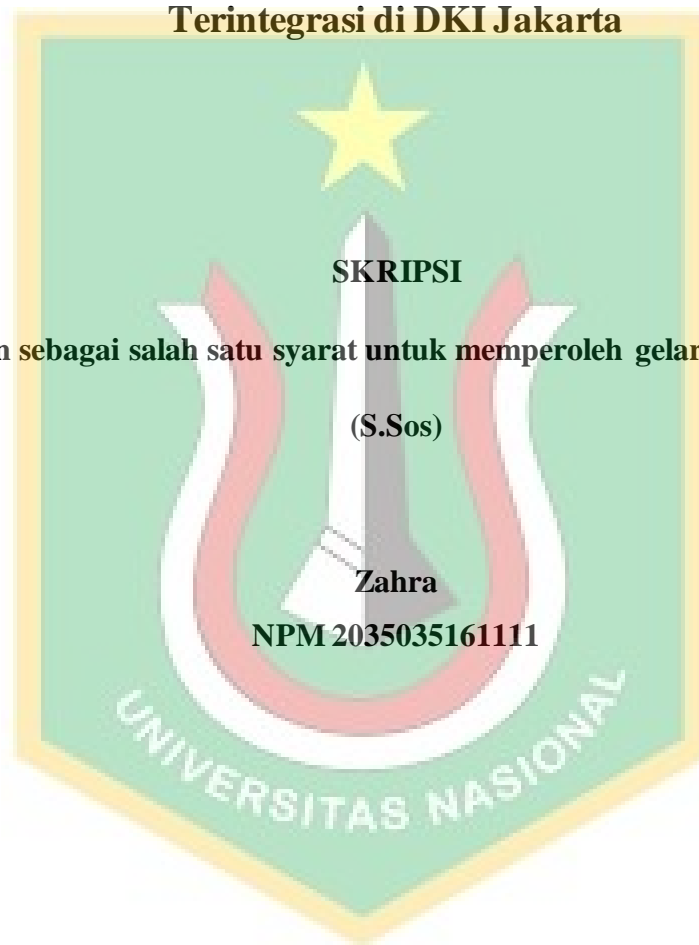 Terintegrasi di DKI Jakarta
SKRIPSI
sebagai salah satu syarat untuk memperoleh gelar
(S.Sos)
Zahra
NPM 2035035161111
UNIVERSITAS NASIONAL